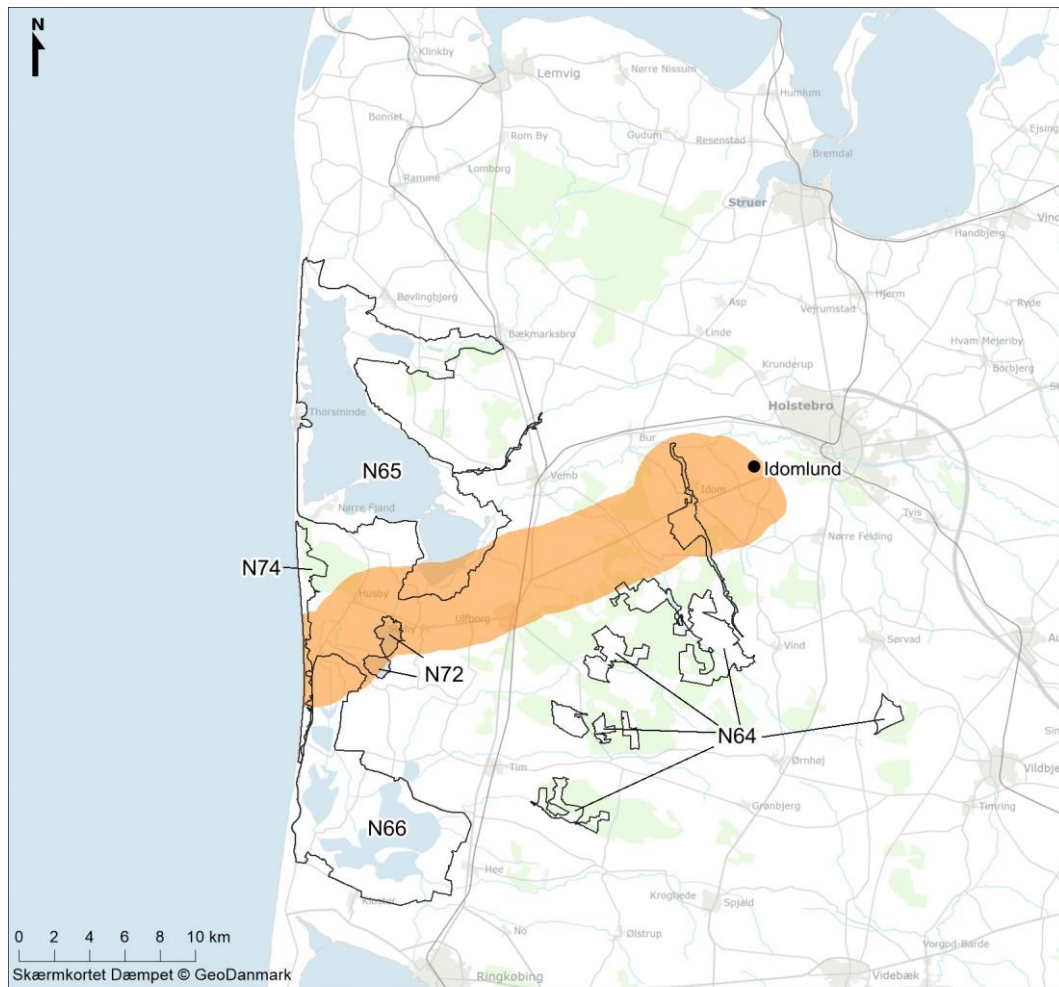 N
Klinkby
Lemvig
Nørre Nissum
Humlum
Bonnet
Rom By
Gudum
Resenstad
Ejsing
Bremdal
Lomborg
Ramme
Struer
Handbjerg
Bøvlingbjerg
Asp
Hjerm
Vejrumstad
Ryde
Bækmarksbro
Linde
Hvam Mejeriby
Krunderup
Borbjerg
Thorsminde
Holstebro
Bur
N65
Vemb
Idomlund
Idom
Nørre Fjand
Tvis
Nørre Felding
N74
Husby
Ulfborg
Vind
Sørvad
N72
N64
Tim
Ørnhøj
Vildbje
Grønbjerg
Timring
N66
Hee
Kroghede
Kloster
Spjald
No
Ølstrup
Vorgod-Barde
0 2 4 6 8 10 km
Skærmkortet Dæmpet © GeoDanmark
Ringkøbing
Videbæk